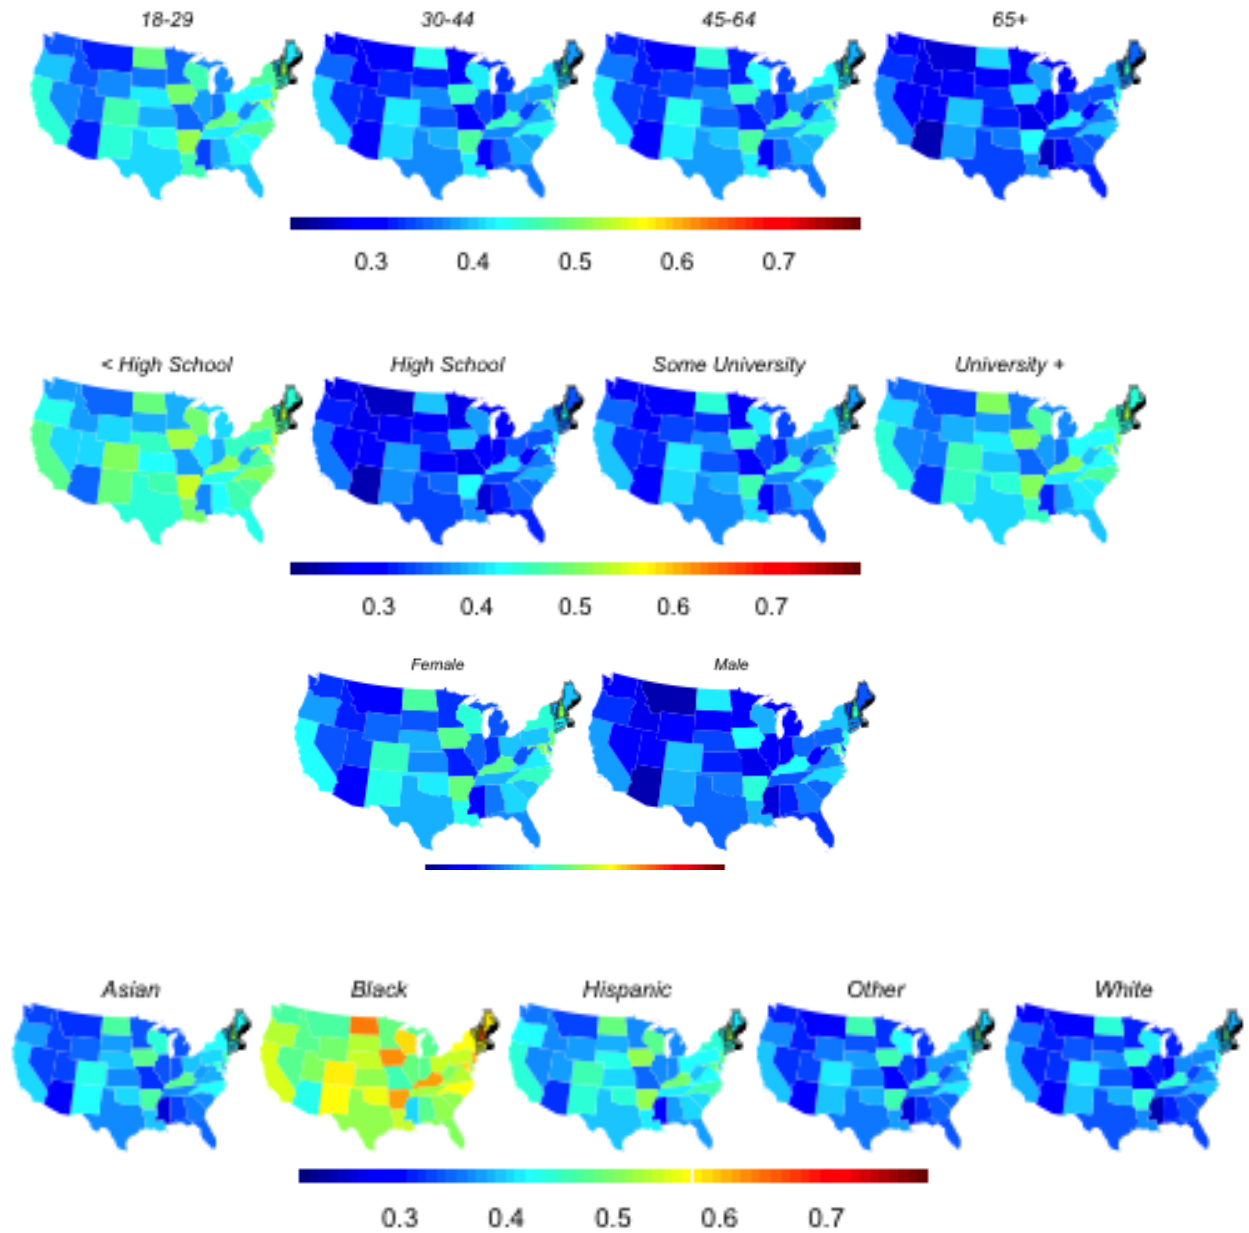 18-29 30-44 45-64 65+
0.3 0.4 0.5 0.6 0.7
< High School High School Some University University +
0.3 0.4 0.5 0.6 0.7
Female Male
Asian Black Hispanic Other White
0.3 0.4 0.5 0.6 0.7